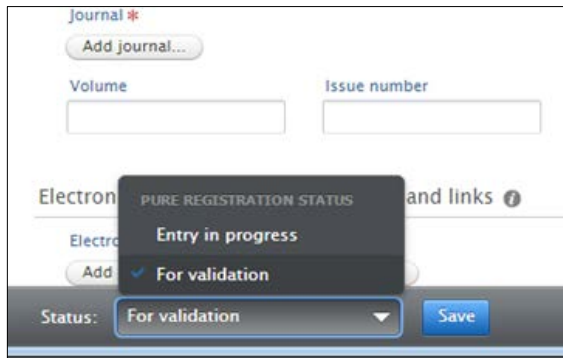 Journal *
Add journal...
Volume Issue number
Electron and links
PURE REGISTRATION STATUS
Entry in progress
Electro
Add For validation
Status: For validation Save